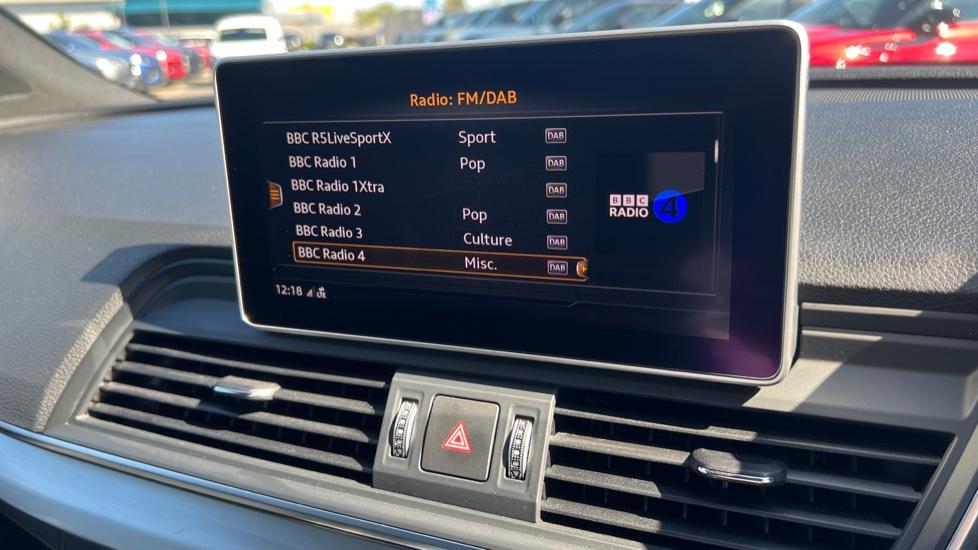 Radio: FM/DAB
BBC R5LiveSportX Sport DAB
BBC Radio 1 Pop DAB
BBC Radio 1Xtra DAB
BBC Radio 2 Pop DAB
BBC Radio 3 Culture DAB
BBC Radio 4 Misc. DAB
BBC
RADIO 4
12:18 LTE